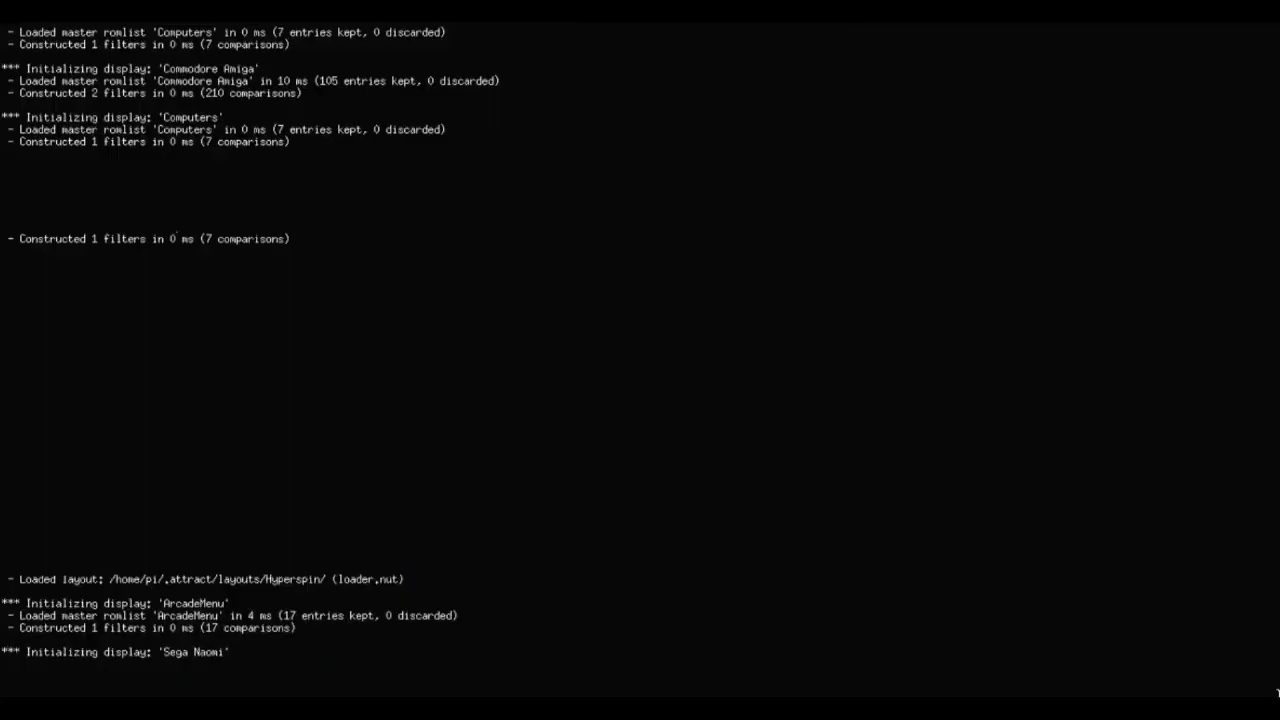 - Loaded master romlist 'Computers' in 0 ms (7 entries kept, 0 discarded)
- Constructed 1 filters in 0 ms (7 comparisons)
*** Initializing display: 'Commodore Amiga'
- Loaded master romlist 'Commodore Amiga' in 10 ms (105 entries kept, 0 discarded)
- Constructed 2 filters in 0 ms (210 comparisons)
*** Initializing display: 'Computers'
- Loaded master romlist 'Computers' in 0 ms (7 entries kept, 0 discarded)
- Constructed 1 filters in 0 ms (7 comparisons)
- Constructed 1 filters in 0 ms (7 comparisons)
- Loaded layout: /home/pi/.attract/layouts/Hyperspin/ (loader.nut)
*** Initializing display: 'ArcadeMenu'
- Loaded master romlist 'ArcadeMenu' in 4 ms (17 entries kept, 0 discarded)
- Constructed 1 filters in 0 ms (17 comparisons)
*** Initializing display: 'Sega Naomi'